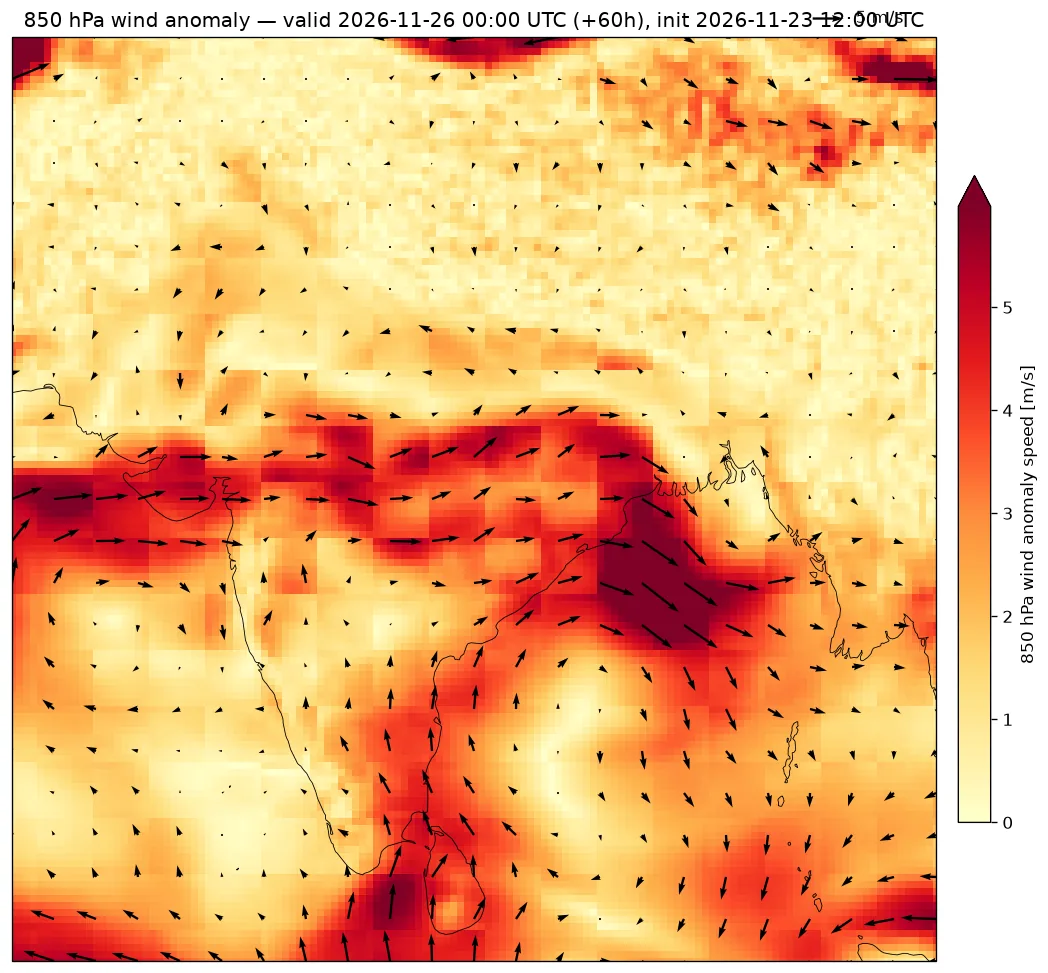 850 hPa wind anomaly — valid 2026-11-26 00:00 UTC (+60h), init 2026-11-23 12:00 UTC
5 m/s
5
4
3
2
1
0
850 hPa wind anomaly speed [m/s]